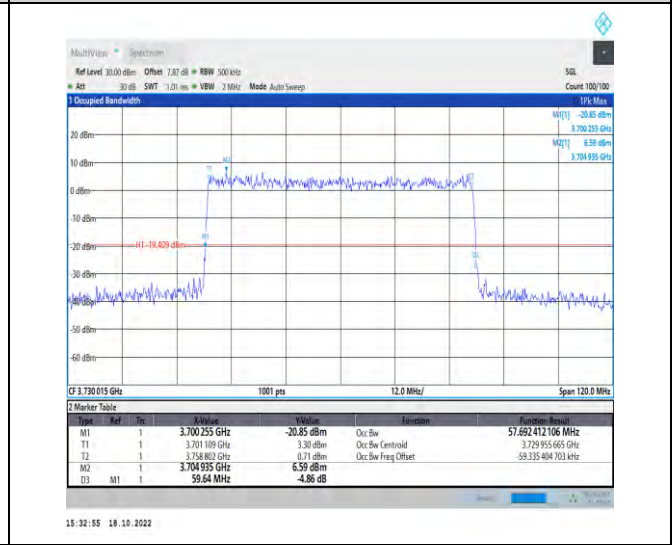 MultiView Spectrum
Ref Level 30.00 dBm Offset 7.87 dB RBW 500 kHz SGL
Att 30 dB SWT 1.01 ms VBW 2 MHz Mode Auto Sweep Count 100/100
1 Occupied Bandwidth 1Pk Max
M1[1] -20.85 dBm
3.700 255 GHz
20 dBm M2[1] 6.59 dBm
3.704 935 GHz
M2
10 dBm
0 dBm
-10 dBm
M1
-20 dBm H1 -19.409 dBm
-30 dBm
-40 dBm
-50 dBm
-60 dBm
CF 3.730 015 GHz 1001 pts 12.0 MHz/ Span 120.0 MHz
2 Marker Table
Type Ref Trc X-Value Y-Value Function Function Result
M1 1 3.700 255 GHz -20.85 dBm Occ Bw 57.692 412 106 MHz
T1 1 3.701 109 GHz 3.30 dBm Occ Bw Centroid 3.729 955 665 GHz
T2 1 3.758 802 GHz 0.71 dBm Occ Bw Freq Offset -59.335 404 703 kHz
M2 1 3.704 935 GHz 6.59 dBm
D3 M1 1 59.64 MHz -4.86 dB
15:32:55 18.10.2022